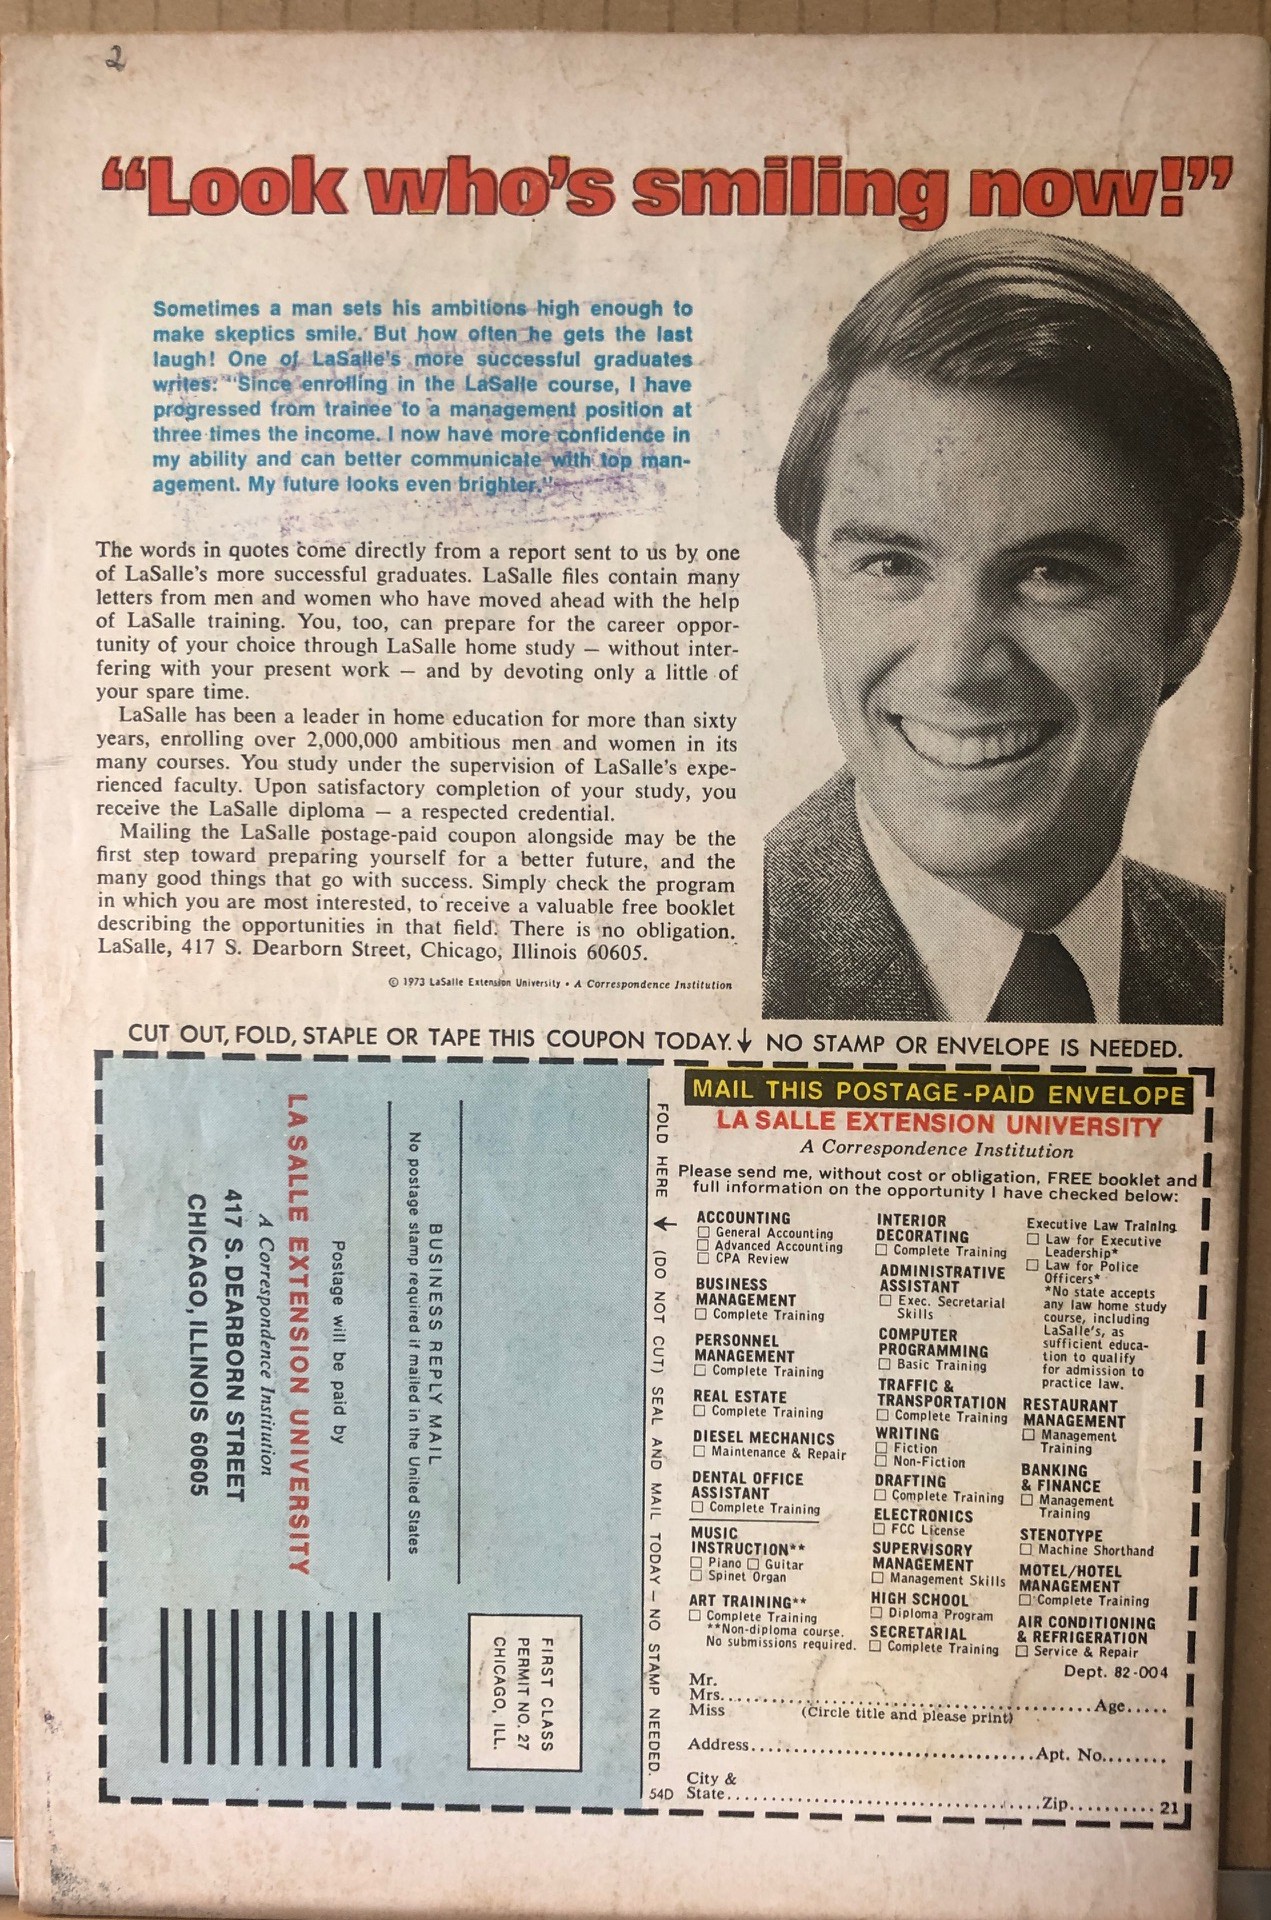 2
“Look who’s smiling now!”
Sometimes a man sets his ambitions high enough to
make skeptics smile. But how often he gets the last
laugh! One of LaSalle's more successful graduates
writes: "Since enrolling in the LaSalle course, I have
progressed from trainee to a management position at
three times the income. I now have more confidence in
my ability and can better communicate with top man-
agement. My future looks even brighter."
The words in quotes come directly from a report sent to us by one
of LaSalle's more successful graduates. LaSalle files contain many
letters from men and women who have moved ahead with the help
of LaSalle training. You, too, can prepare for the career oppor-
tunity of your choice through LaSalle home study — without inter-
fering with your present work — and by devoting only a little of
your spare time.
LaSalle has been a leader in home education for more than sixty
years, enrolling over 2,000,000 ambitious men and women in its
many courses. You study under the supervision of LaSalle's expe-
rienced faculty. Upon satisfactory completion of your study, you
receive the LaSalle diploma — a respected credential.
Mailing the LaSalle postage-paid coupon alongside may be the
first step toward preparing yourself for a better future, and the
many good things that go with success. Simply check the program
in which you are most interested, to receive a valuable free booklet
describing the opportunities in that field. There is no obligation.
LaSalle, 417 S. Dearborn Street, Chicago, Illinois 60605.
© 1973 LaSalle Extension University • A Correspondence Institution
CUT OUT, FOLD, STAPLE OR TAPE THIS COUPON TODAY.↓ NO STAMP OR ENVELOPE IS NEEDED.
FIRST CLASS
PERMIT NO. 27
CHICAGO, ILL.
BUSINESS REPLY MAIL
No postage stamp required if mailed in the United States
Postage will be paid by
LA SALLE EXTENSION UNIVERSITY
A Correspondence Institution
417 S. DEARBORN STREET
CHICAGO, ILLINOIS 60605
FOLD HERE → (DO NOT CUT) SEAL AND MAIL TODAY — NO STAMP NEEDED.
54D
MAIL THIS POSTAGE-PAID ENVELOPE
LA SALLE EXTENSION UNIVERSITY
A Correspondence Institution
Please send me, without cost or obligation, FREE booklet and
full information on the opportunity I have checked below:
ACCOUNTING
☐ General Accounting
☐ Advanced Accounting
☐ CPA Review
BUSINESS
MANAGEMENT
☐ Complete Training
PERSONNEL
MANAGEMENT
☐ Complete Training
REAL ESTATE
☐ Complete Training
DIESEL MECHANICS
☐ Maintenance & Repair
DENTAL OFFICE
ASSISTANT
☐ Complete Training
MUSIC
INSTRUCTION**
☐ Piano ☐ Guitar
☐ Spinet Organ
ART TRAINING**
☐ Complete Training
**Non-diploma course.
No submissions required.
INTERIOR
DECORATING
☐ Complete Training
ADMINISTRATIVE
ASSISTANT
☐ Exec. Secretarial
Skills
COMPUTER
PROGRAMMING
☐ Basic Training
TRAFFIC &
TRANSPORTATION
☐ Complete Training
WRITING
☐ Fiction
☐ Non-Fiction
DRAFTING
☐ Complete Training
ELECTRONICS
☐ FCC License
SUPERVISORY
MANAGEMENT
☐ Management Skills
HIGH SCHOOL
☐ Diploma Program
SECRETARIAL
☐ Complete Training
Executive Law Training
☐ Law for Executive
Leadership*
☐ Law for Police
Officers*
*No state accepts
any law home study
course, including
LaSalle's, as
sufficient educa-
tion to qualify
for admission to
practice law.
RESTAURANT
MANAGEMENT
☐ Management
Training
BANKING
& FINANCE
☐ Management
Training
STENOTYPE
☐ Machine Shorthand
MOTEL/HOTEL
MANAGEMENT
☐ Complete Training
AIR CONDITIONING
& REFRIGERATION
☐ Service & Repair
Dept. 82-004
Mr.
Mrs. Age
Miss (Circle title and please print)
Address Apt. No.
City &
State Zip 21